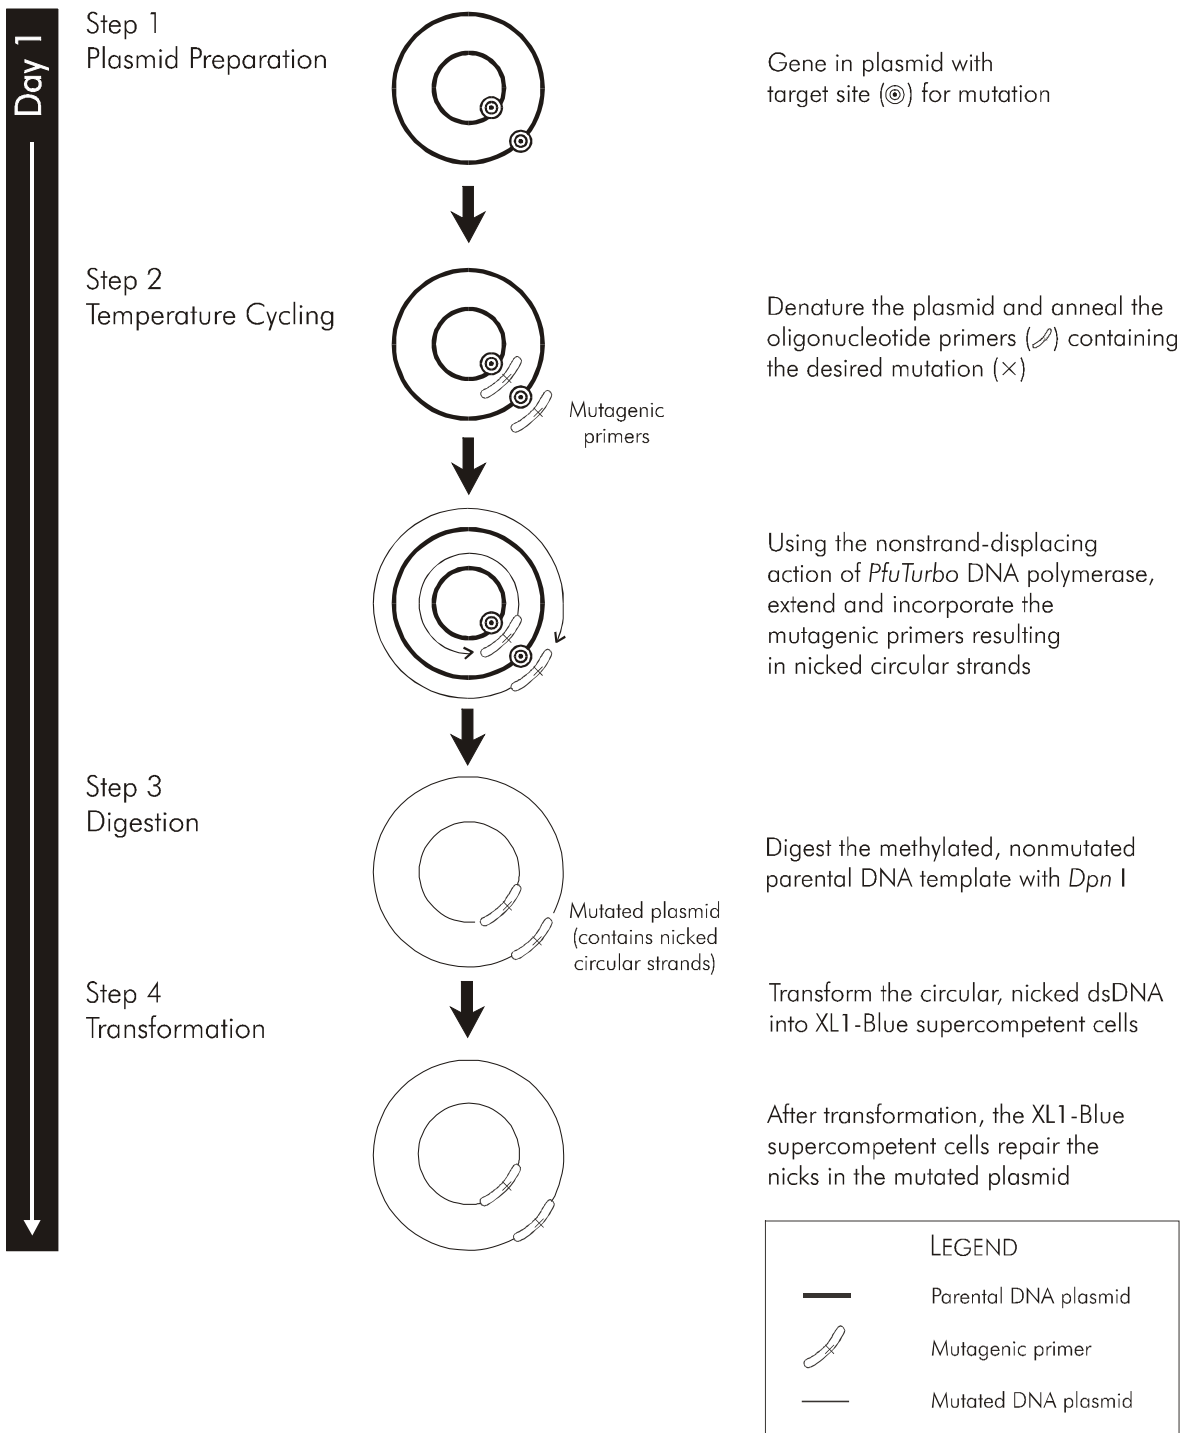 Day 1
Step 1
Plasmid Preparation
Gene in plasmid with
target site (◎) for mutation
Step 2
Temperature Cycling
Denature the plasmid and anneal the
oligonucleotide primers ( ) containing
the desired mutation (×)
Mutagenic
primers
Using the nonstrand-displacing
action of PfuTurbo DNA polymerase,
extend and incorporate the
mutagenic primers resulting
in nicked circular strands
Step 3
Digestion
Digest the methylated, nonmutated
parental DNA template with Dpn I
Mutated plasmid
(contains nicked
circular strands)
Step 4
Transformation
Transform the circular, nicked dsDNA
into XL1-Blue supercompetent cells
After transformation, the XL1-Blue
supercompetent cells repair the
nicks in the mutated plasmid
LEGEND
Parental DNA plasmid
Mutagenic primer
Mutated DNA plasmid